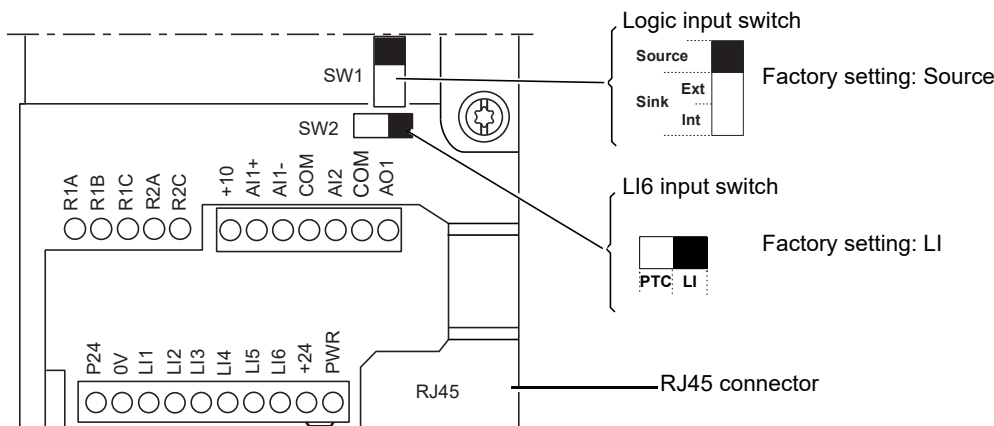 Logic input switch
Source
Sink
Ext
Int
Factory setting: Source
SW1
SW2
LI6 input switch
PTC LI
Factory setting: LI
R1A
R1B
R1C
R2A
R2C
+10
AI1+
AI1-
COM
AI2
COM
AO1
P24
0V
LI1
LI2
LI3
LI4
LI5
LI6
+24
PWR
RJ45
RJ45 connector